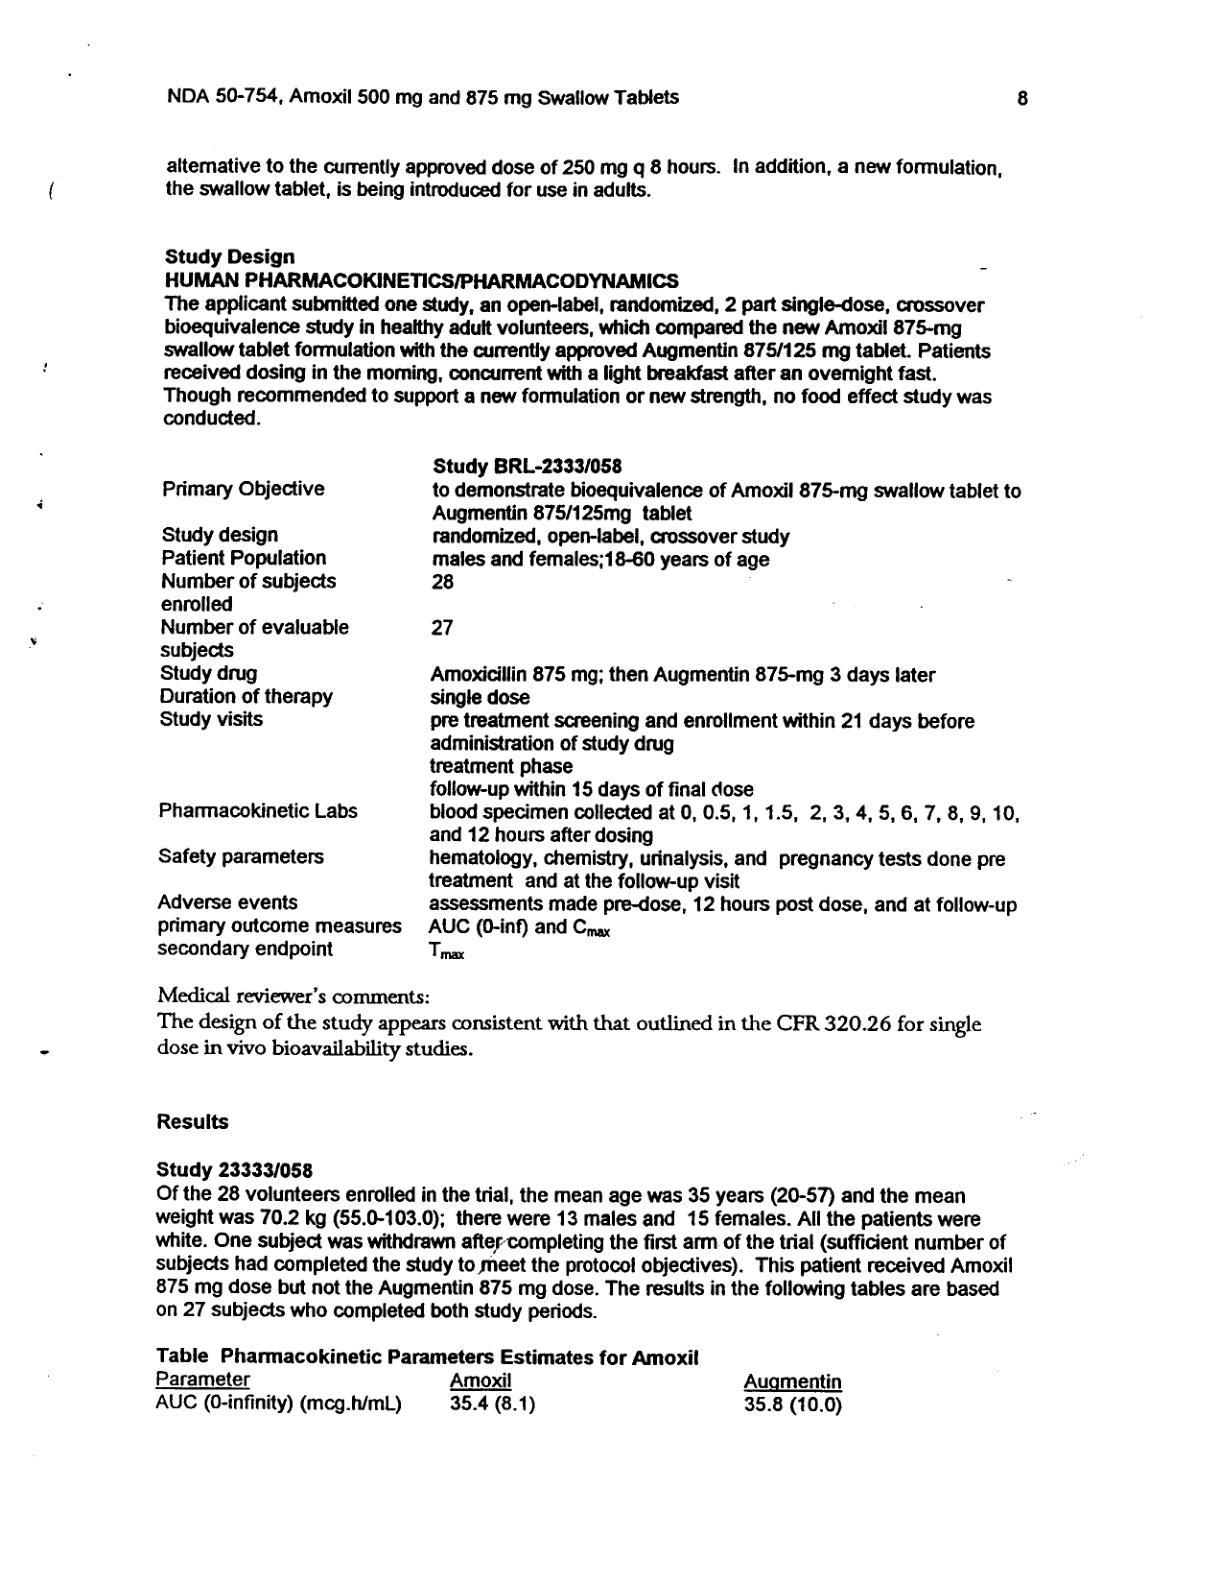 NDA 50-754, Amoxil 500 mg and 875 mg Swallow Tablets 8
alternative to the currently approved dose of 250 mg q 8 hours. In addition, a new formulation,
the swallow tablet, is being introduced for use in adults.
Study Design
HUMAN PHARMACOKINETICS/PHARMACODYNAMICS
The applicant submitted one study, an open-label, randomized, 2 part single-dose, crossover
bioequivalence study in healthy adult volunteers, which compared the new Amoxil 875-mg
swallow tablet formulation with the currently approved Augmentin 875/125 mg tablet. Patients
received dosing in the morning, concurrent with a light breakfast after an overnight fast.
Though recommended to support a new formulation or new strength, no food effect study was
conducted.
Study BRL-2333/058
Primary Objective to demonstrate bioequivalence of Amoxil 875-mg swallow tablet to
Augmentin 875/125mg tablet
Study design randomized, open-label, crossover study
Patient Population males and females;18-60 years of age
Number of subjects 28
enrolled
Number of evaluable 27
subjects
Study drug Amoxicillin 875 mg; then Augmentin 875-mg 3 days later
Duration of therapy single dose
Study visits pre treatment screening and enrollment within 21 days before
administration of study drug
treatment phase
follow-up within 15 days of final dose
Pharmacokinetic Labs blood specimen collected at 0, 0.5, 1, 1.5, 2, 3, 4, 5, 6, 7, 8, 9, 10,
and 12 hours after dosing
Safety parameters hematology, chemistry, urinalysis, and pregnancy tests done pre
treatment and at the follow-up visit
Adverse events assessments made pre-dose, 12 hours post dose, and at follow-up
primary outcome measures AUC (0-inf) and Cmax
secondary endpoint Tmax
Medical reviewer's comments:
The design of the study appears consistent with that outlined in the CFR 320.26 for single
dose in vivo bioavailability studies.
Results
Study 23333/058
Of the 28 volunteers enrolled in the trial, the mean age was 35 years (20-57) and the mean
weight was 70.2 kg (55.0-103.0); there were 13 males and 15 females. All the patients were
white. One subject was withdrawn after completing the first arm of the trial (sufficient number of
subjects had completed the study to meet the protocol objectives). This patient received Amoxil
875 mg dose but not the Augmentin 875 mg dose. The results in the following tables are based
on 27 subjects who completed both study periods.
Table Pharmacokinetic Parameters Estimates for Amoxil
Parameter Amoxil Augmentin
AUC (0-infinity) (mcg.h/mL) 35.4 (8.1) 35.8 (10.0)